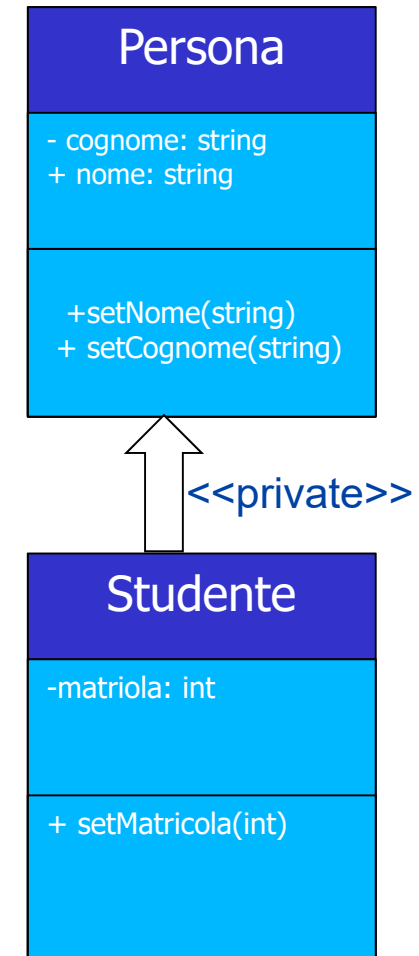 Persona
- cognome: string
+ nome: string
+setNome(string)
+ setCognome(string)
<<private>>
Studente
-matriola: int
+ setMatricola(int)